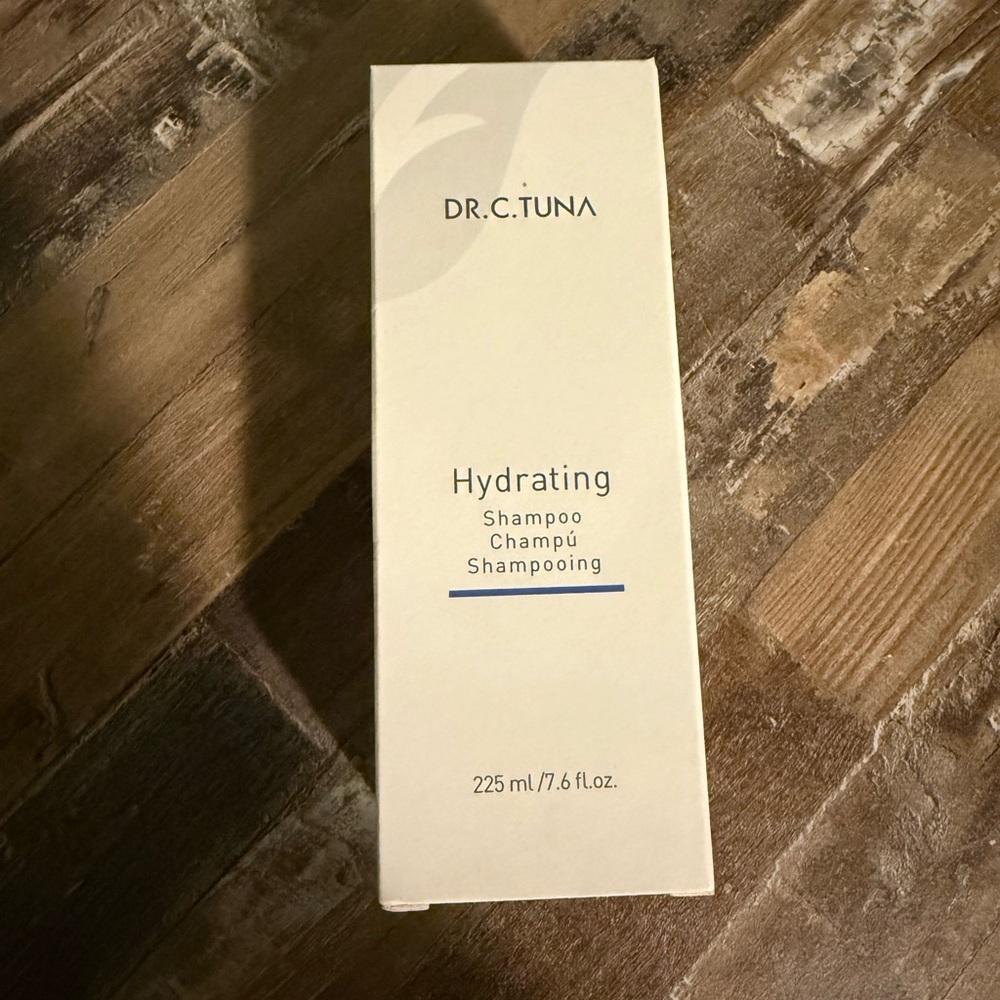 DR.C.TUNA
Hydrating
Shampoo
Champú
Shampooing
225 ml /7.6 fl.oz.